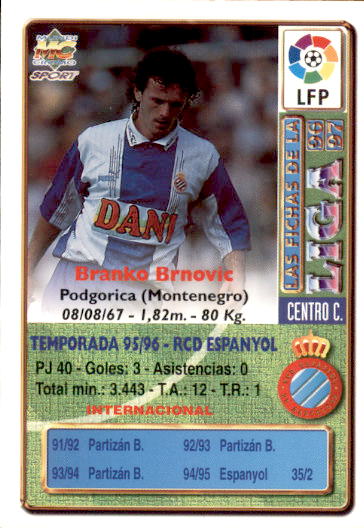 MUNDI
MC
CROMO
SPORT
LFP
LAS FICHAS DE LA
LIGA
96
97
CENTRO C.
DANI
Branko Brnovic
Podgorica (Montenegro)
08/08/67 - 1,82m. - 80 Kg.
TEMPORADA 95/96 - RCD ESPANYOL
PJ 40 - Goles: 3 - Asistencias: 0
Total min.: 3.443 - T.A.: 12 - T.R.: 1
INTERNACIONAL
91/92 Partizán B. 92/93 Partizán B.
93/94 Partizán B. 94/95 Espanyol 35/2